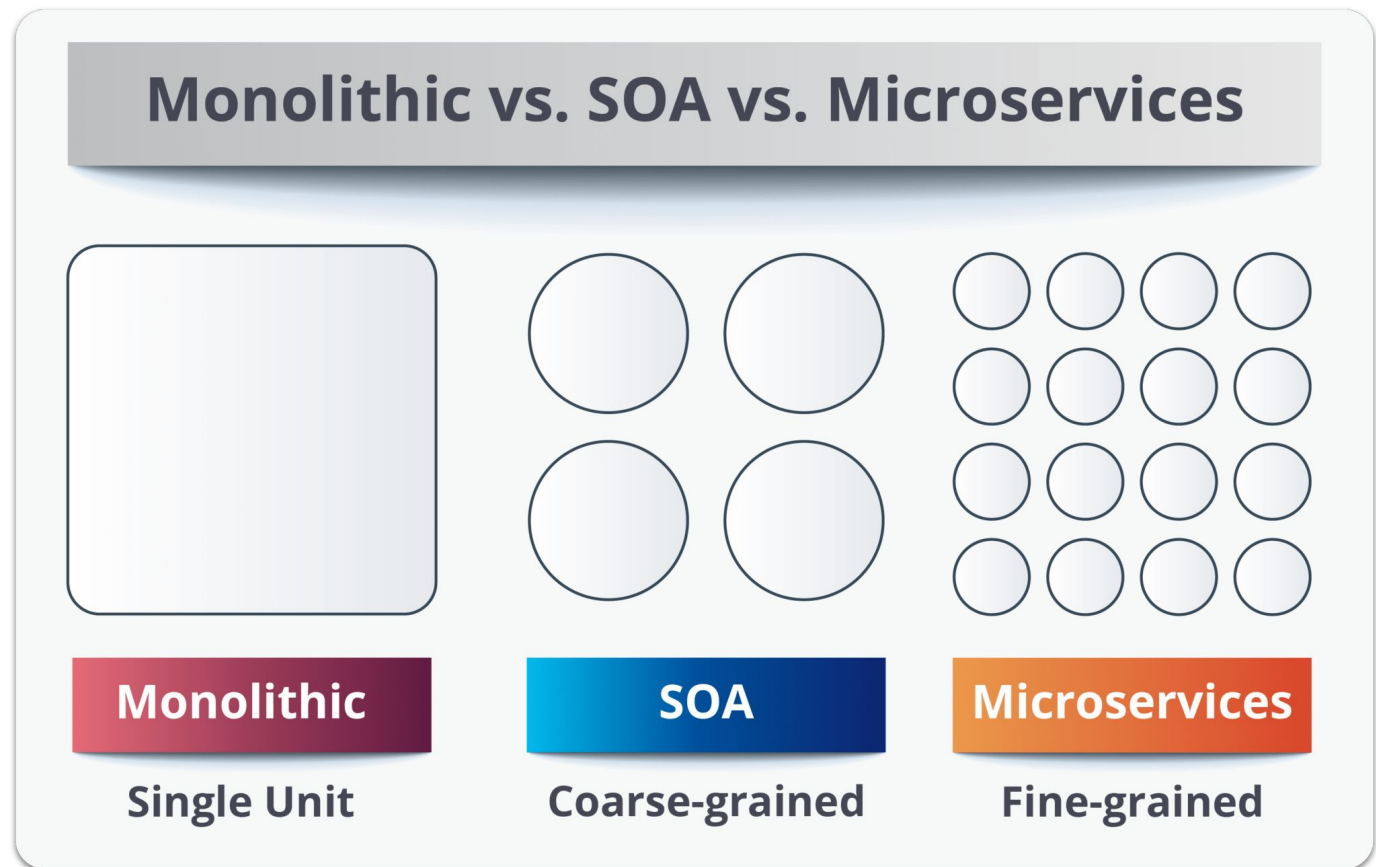 Monolithic vs. SOA vs. Microservices
Monolithic
SOA
Microservices
Single Unit
Coarse-grained
Fine-grained